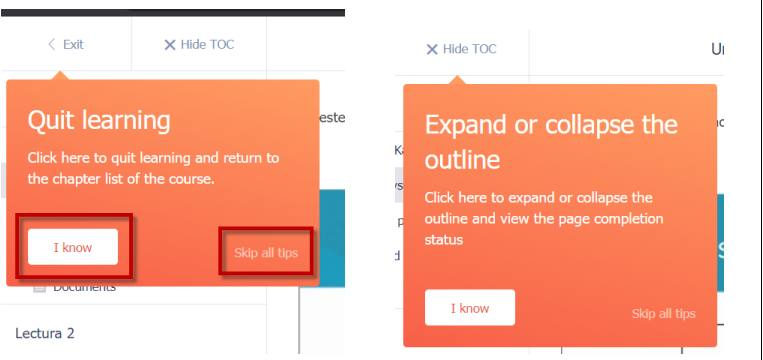 Exit
Hide TOC
Quit learning
Click here to quit learning and return to
the chapter list of the course.
I know
Skip all tips
Documents
Lectura 2
Hide TOC
Expand or collapse the
outline
Click here to expand or collapse the
outline and view the page completion
status
I know
Skip all tips